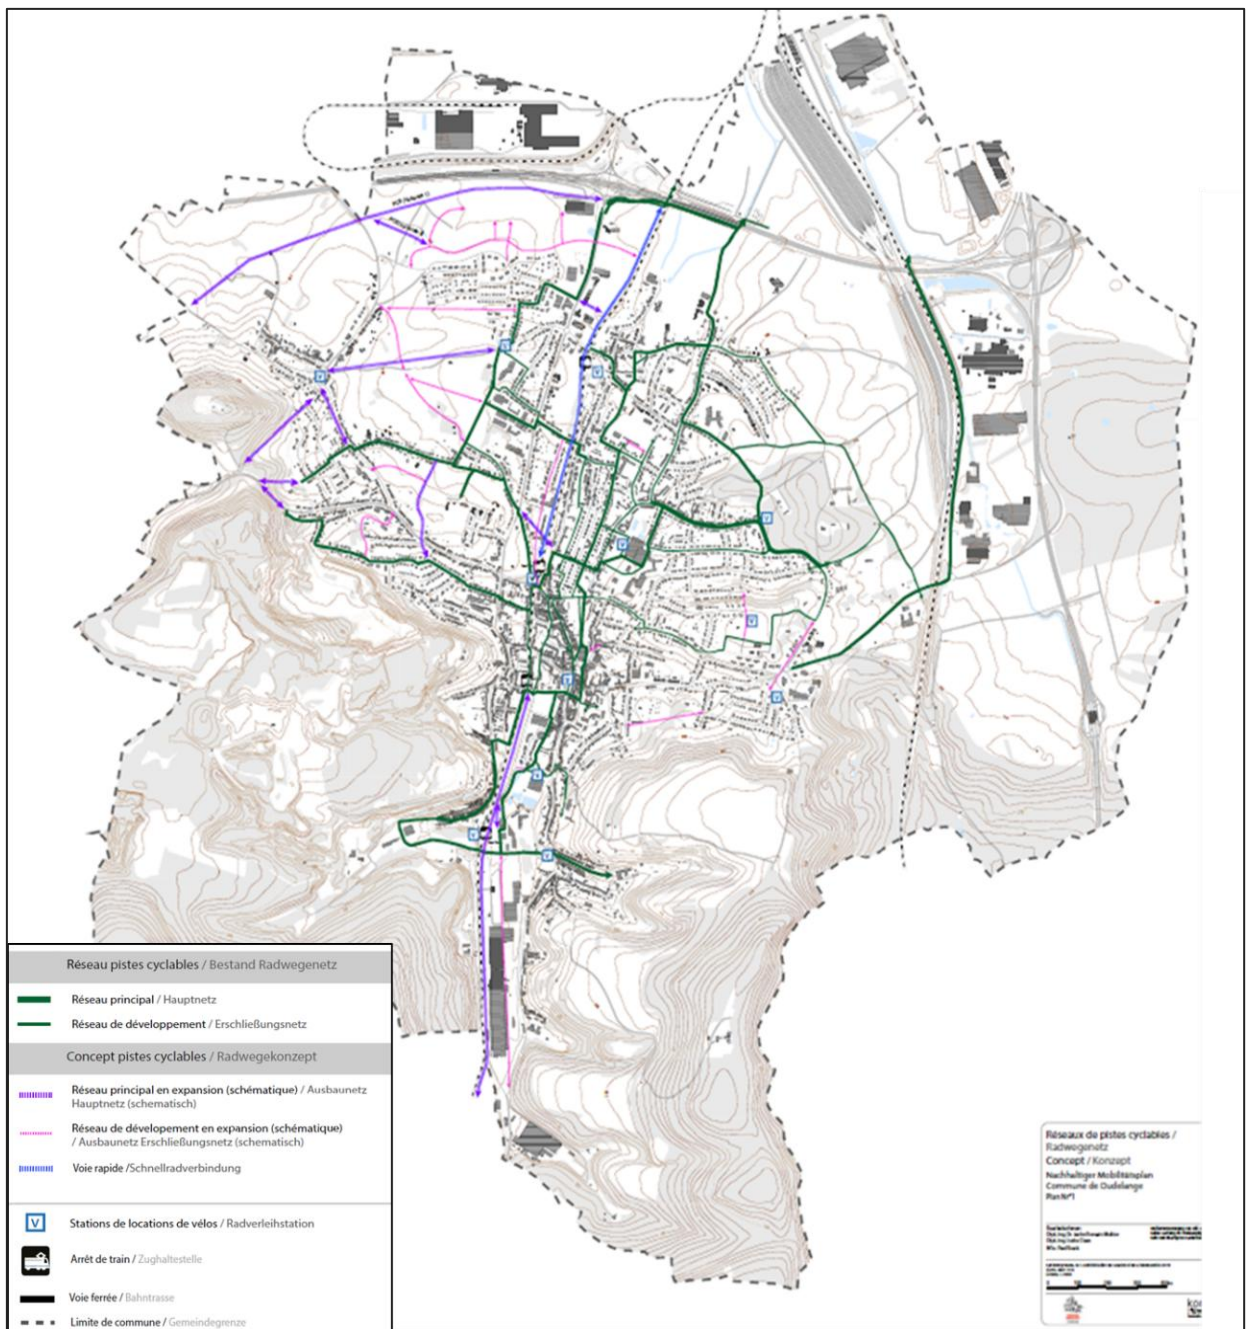 Réseau pistes cyclables / Bestand Radwegenetz
Réseau principal / Hauptnetz
Réseau de développement / Erschließungsnetz
Concept pistes cyclables / Radwegekonzept
Réseau principal en expansion (schématique) / Ausbaunetz
Hauptnetz (schematisch)
Réseau de dévelopement en expansion (schématique)
/ Ausbaunetz Erschließungsnetz (schematisch)
Voie rapide /Schnellradverbindung
V
Stations de locations de vélos / Radverleihstation
Arrêt de train / Zughaltestelle
Voie ferrée / Bahntrasse
Limite de commune / Gemeindegrenze
Réseaux de pistes cyclables /
Radwegenetz
Concept / Konzept
Nachhaltiger Mobilitätsplan
Commune de Dudelange
Plan N°1